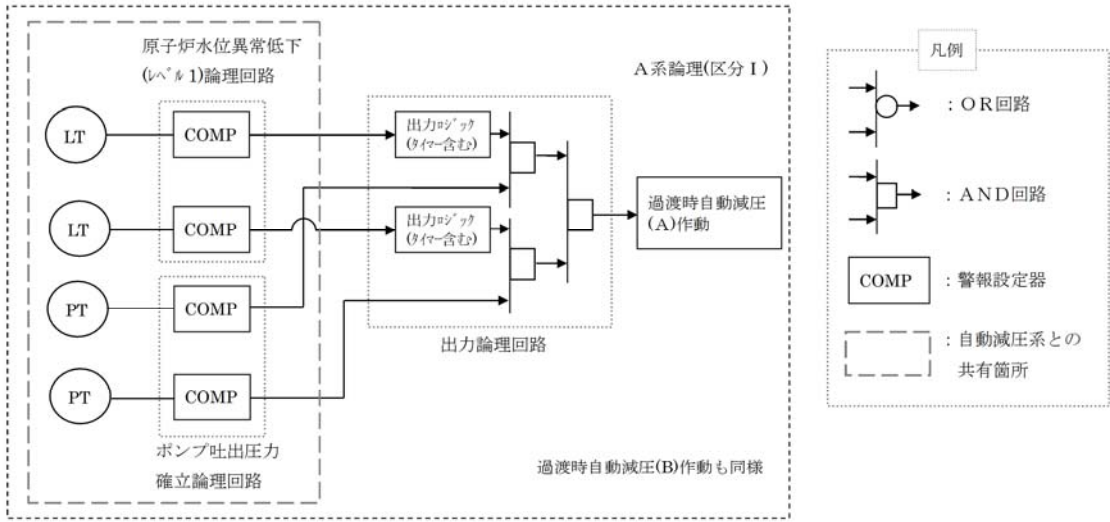 原子炉水位異常低下
(ﾚﾍﾞﾙ1)論理回路
A系論理(区分Ⅰ)
LT
COMP
出力ﾛｼﾞｯｸ
(ﾀｲﾏｰ含む)
LT
COMP
出力ﾛｼﾞｯｸ
(ﾀｲﾏｰ含む)
過渡時自動減圧
(A)作動
PT
COMP
出力論理回路
PT
COMP
ポンプ吐出圧力
確立論理回路
過渡時自動減圧(B)作動も同様
凡例
：ＯＲ回路
：ＡＮＤ回路
COMP
：警報設定器
：自動減圧系との
共有箇所